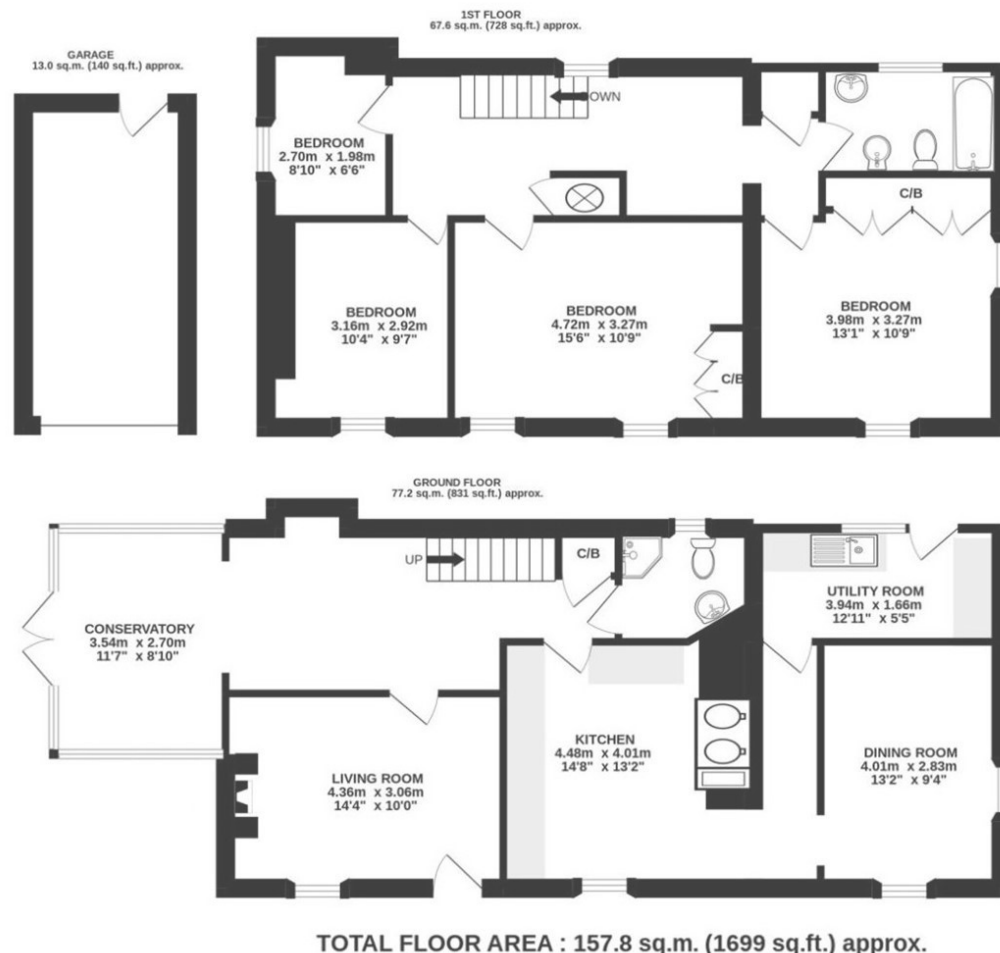 1ST FLOOR
67.6 sq.m. (728 sq.ft.) approx.
GARAGE
13.0 sq.m. (140 sq.ft.) approx.
DOWN
BEDROOM
2.70m x 1.98m
8'10" x 6'6"
C/B
BEDROOM
3.16m x 2.92m
10'4" x 9'7"
BEDROOM
4.72m x 3.27m
15'6" x 10'9"
C/B
BEDROOM
3.98m x 3.27m
13'1" x 10'9"
GROUND FLOOR
77.2 sq.m. (831 sq.ft.) approx.
UP
C/B
CONSERVATORY
3.54m x 2.70m
11'7" x 8'10"
UTILITY ROOM
3.94m x 1.66m
12'11" x 5'5"
LIVING ROOM
4.36m x 3.06m
14'4" x 10'0"
KITCHEN
4.48m x 4.01m
14'8" x 13'2"
DINING ROOM
4.01m x 2.83m
13'2" x 9'4"
TOTAL FLOOR AREA : 157.8 sq.m. (1699 sq.ft.) approx.